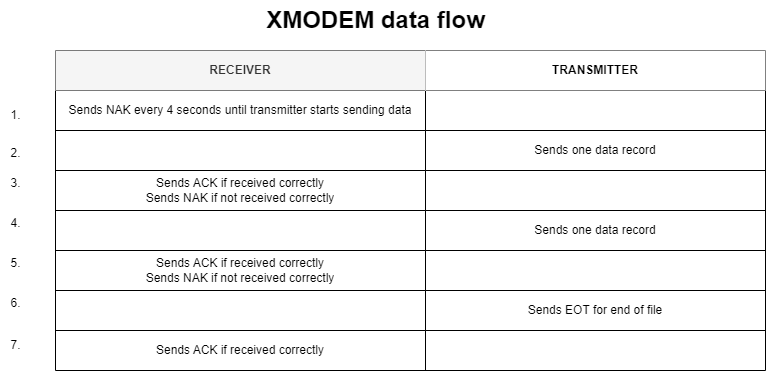 XMODEM data flow
RECEIVER TRANSMITTER
1. Sends NAK every 4 seconds until transmitter starts sending data
2. Sends one data record
3. Sends ACK if received correctly
Sends NAK if not received correctly
4. Sends one data record
5. Sends ACK if received correctly
Sends NAK if not received correctly
6. Sends EOT for end of file
7. Sends ACK if received correctly